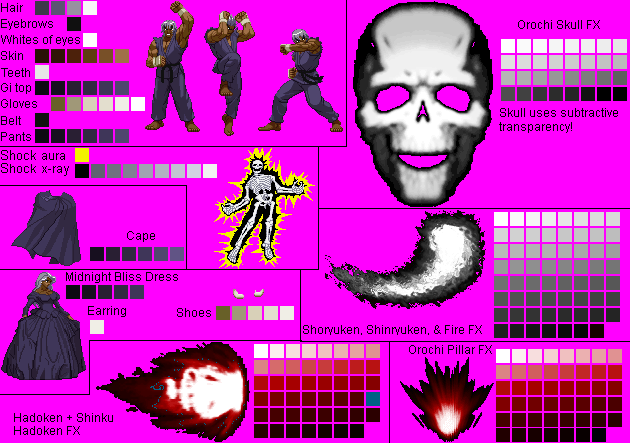 Hair
Eyebrows
Whites of eyes
Skin
Teeth
Gi top
Gloves
Belt
Pants
Orochi Skull FX
Skull uses subtractive
transparency!
Shock aura
Shock x-ray
Cape
Midnight Bliss Dress
Earring
Shoes
Shoryuken, Shinryuken, & Fire FX
Hadoken + Shinku
Hadoken FX
Orochi Pillar FX